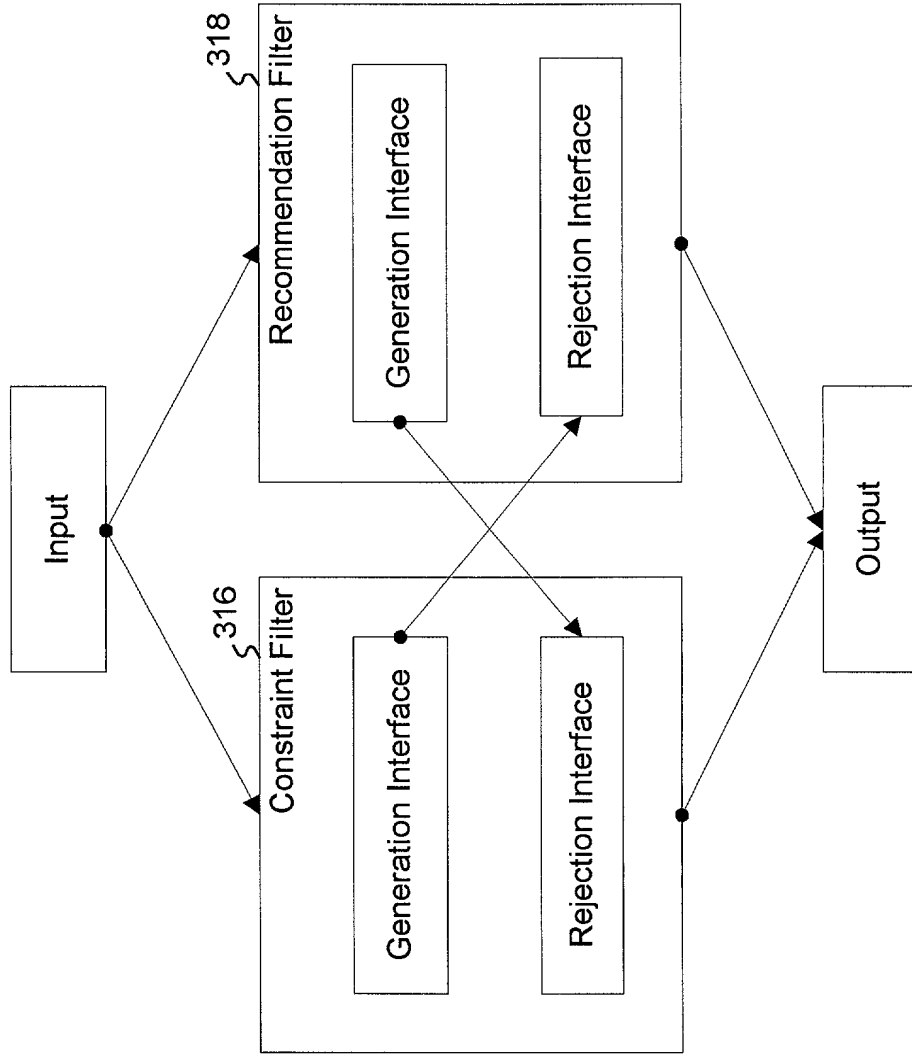 Input
316
Constraint Filter
Generation Interface
Rejection Interface
318
Recommendation Filter
Generation Interface
Rejection Interface
Output